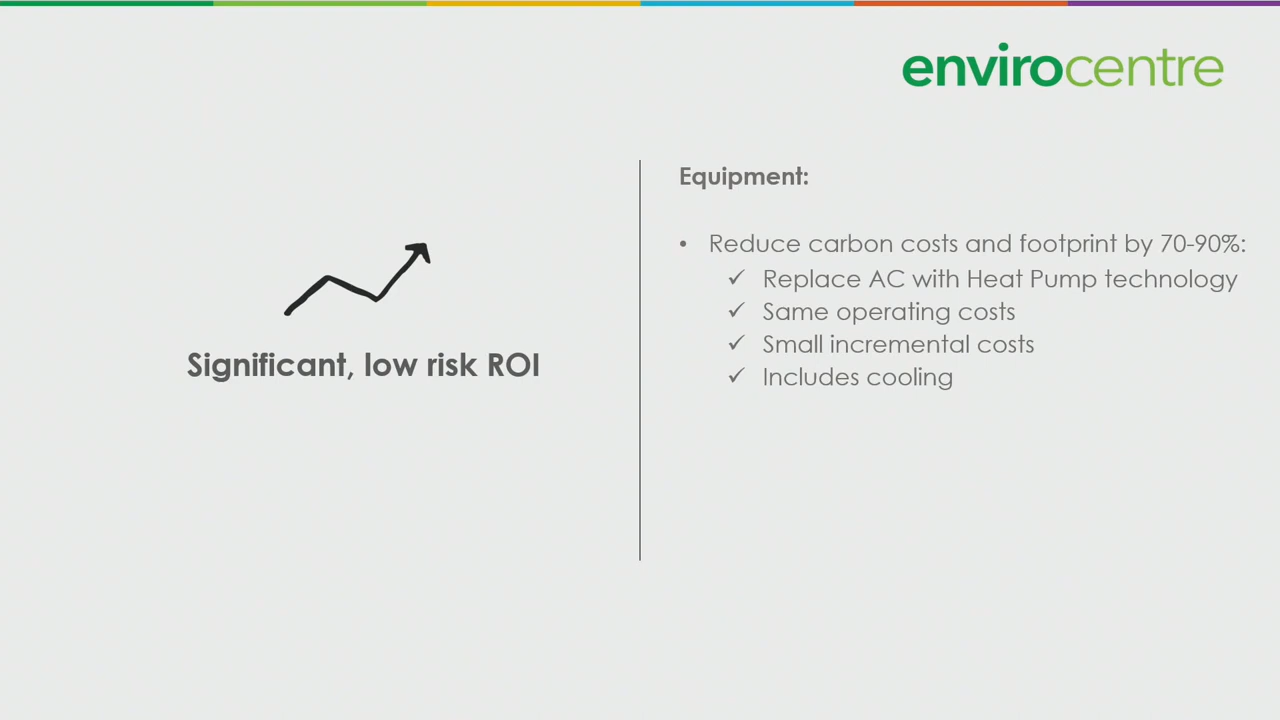 envirocentre
Equipment:
• Reduce carbon costs and footprint by 70-90%:
✓ Replace AC with Heat Pump technology
✓ Same operating costs
✓ Small incremental costs
✓ Includes cooling
Significant, low risk ROI